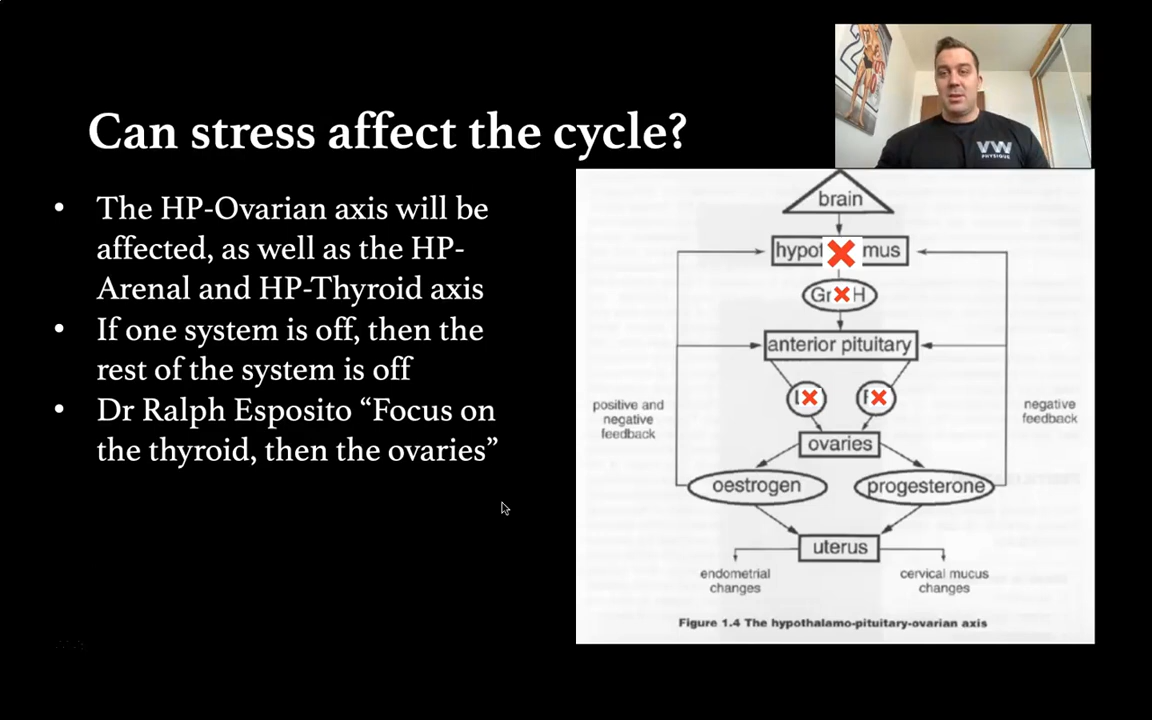 Can stress affect the cycle?
• The HP-Ovarian axis will be
affected, as well as the HP-
Arenal and HP-Thyroid axis
• If one system is off, then the
rest of the system is off
• Dr Ralph Esposito “Focus on
the thyroid, then the ovaries”
VW
PHYSIQUE
brain
anterior pituitary
positive and
negative
feedback
negative
feedback
ovaries
oestrogen
progesterone
uterus
endometrial
changes
cervical mucus
changes
Figure 1.4 The hypothalamo-pituitary-ovarian axis